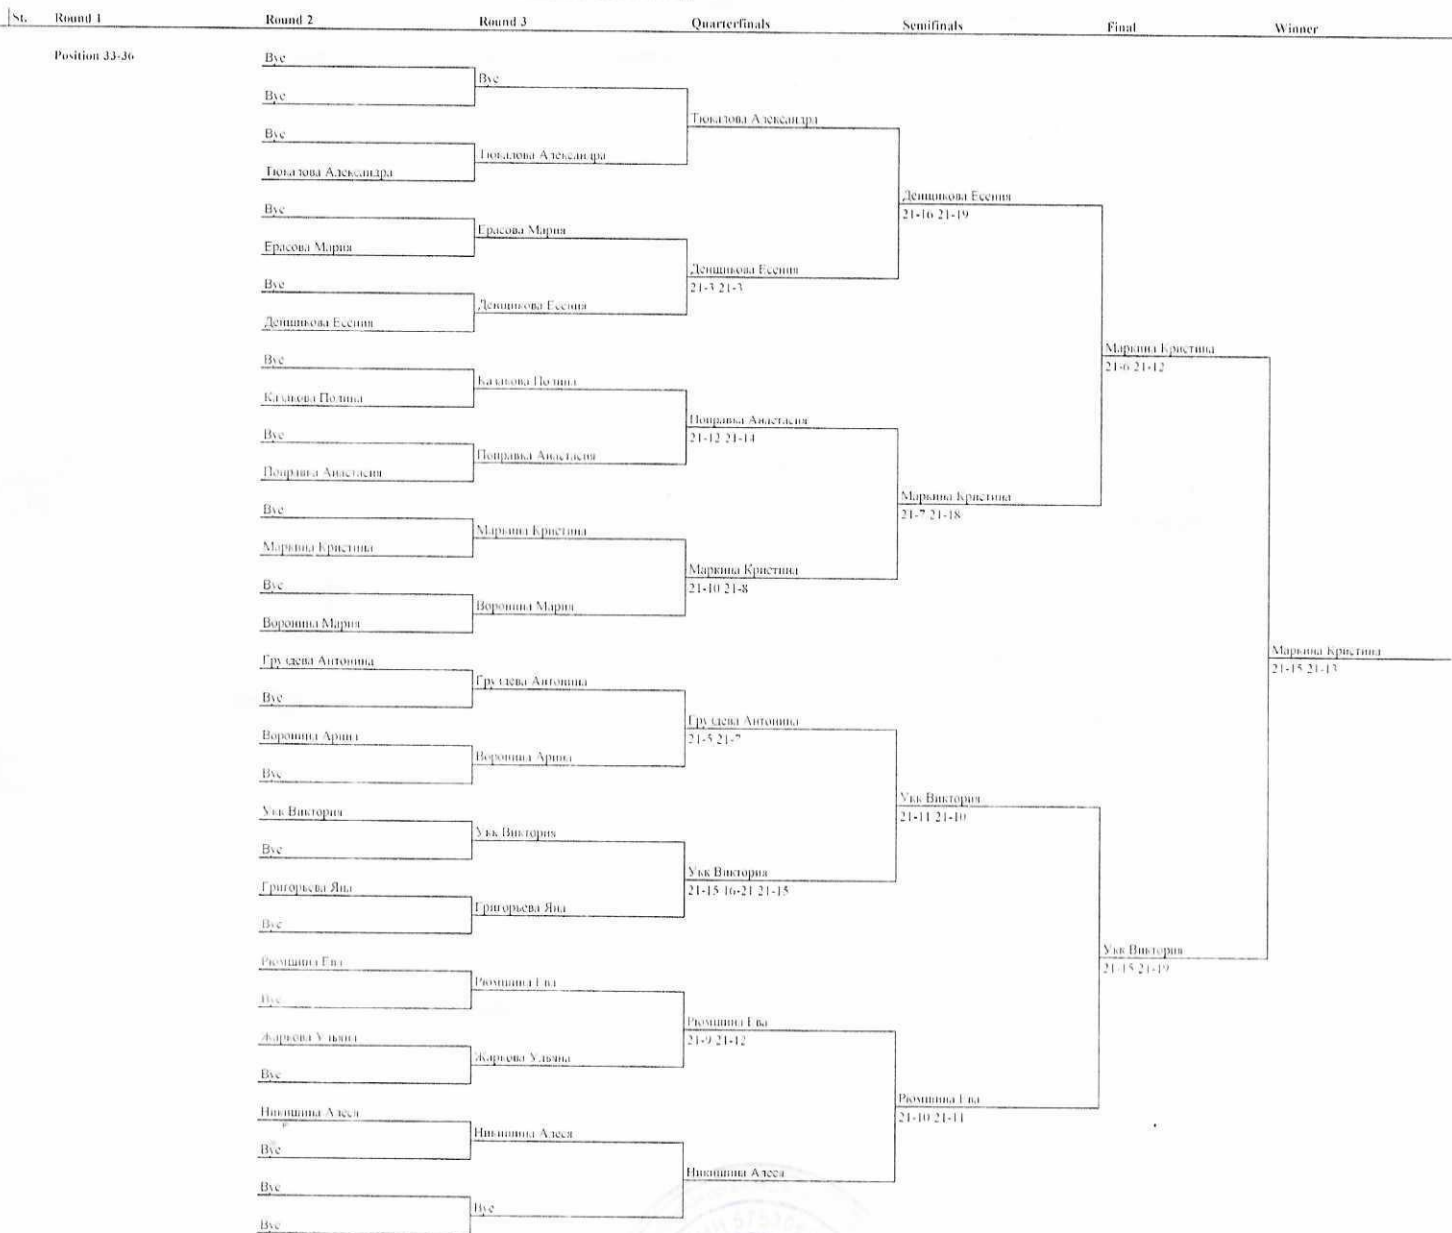 St. Round 1 Round 2 Round 3 Quarterfinals Semifinals Final Winner
Position 33-36
Bye
Bye
Bye
Bye
Тюкалова Александра
Bye
Тюкалова Александра
Тюкалова Александра
Денщикова Есения
21-16 21-19
Bye
Ерасова Мария
Ерасова Мария
Денщикова Есения
21-3 21-3
Bye
Денщикова Есения
Денщикова Есения
Маркина Кристина
21-6 21-12
Bye
Казакова Полина
Казакова Полина
Поправка Анастасия
21-12 21-14
Bye
Поправка Анастасия
Поправка Анастасия
Маркина Кристина
21-7 21-18
Bye
Маркина Кристина
Маркина Кристина
Маркина Кристина
21-10 21-8
Bye
Воронина Мария
Воронина Мария
Маркина Кристина
21-15 21-13
Груздева Антонина
Груздева Антонина
Bye
Груздева Антонина
21-5 21-7
Воронина Арина
Воронина Арина
Bye
Укк Виктория
21-11 21-10
Укк Виктория
Укк Виктория
Bye
Укк Виктория
21-15 16-21 21-15
Григорьева Яна
Григорьева Яна
Bye
Укк Виктория
21-15 21-19
Рюмшина Ева
Рюмшина Ева
Bye
Рюмшина Ева
21-9 21-12
Жаркова Ульяна
Жаркова Ульяна
Bye
Рюмшина Ева
21-10 21-11
Никишина Алеся
Никишина Алеся
Bye
Никишина Алеся
Bye
Bye
Bye